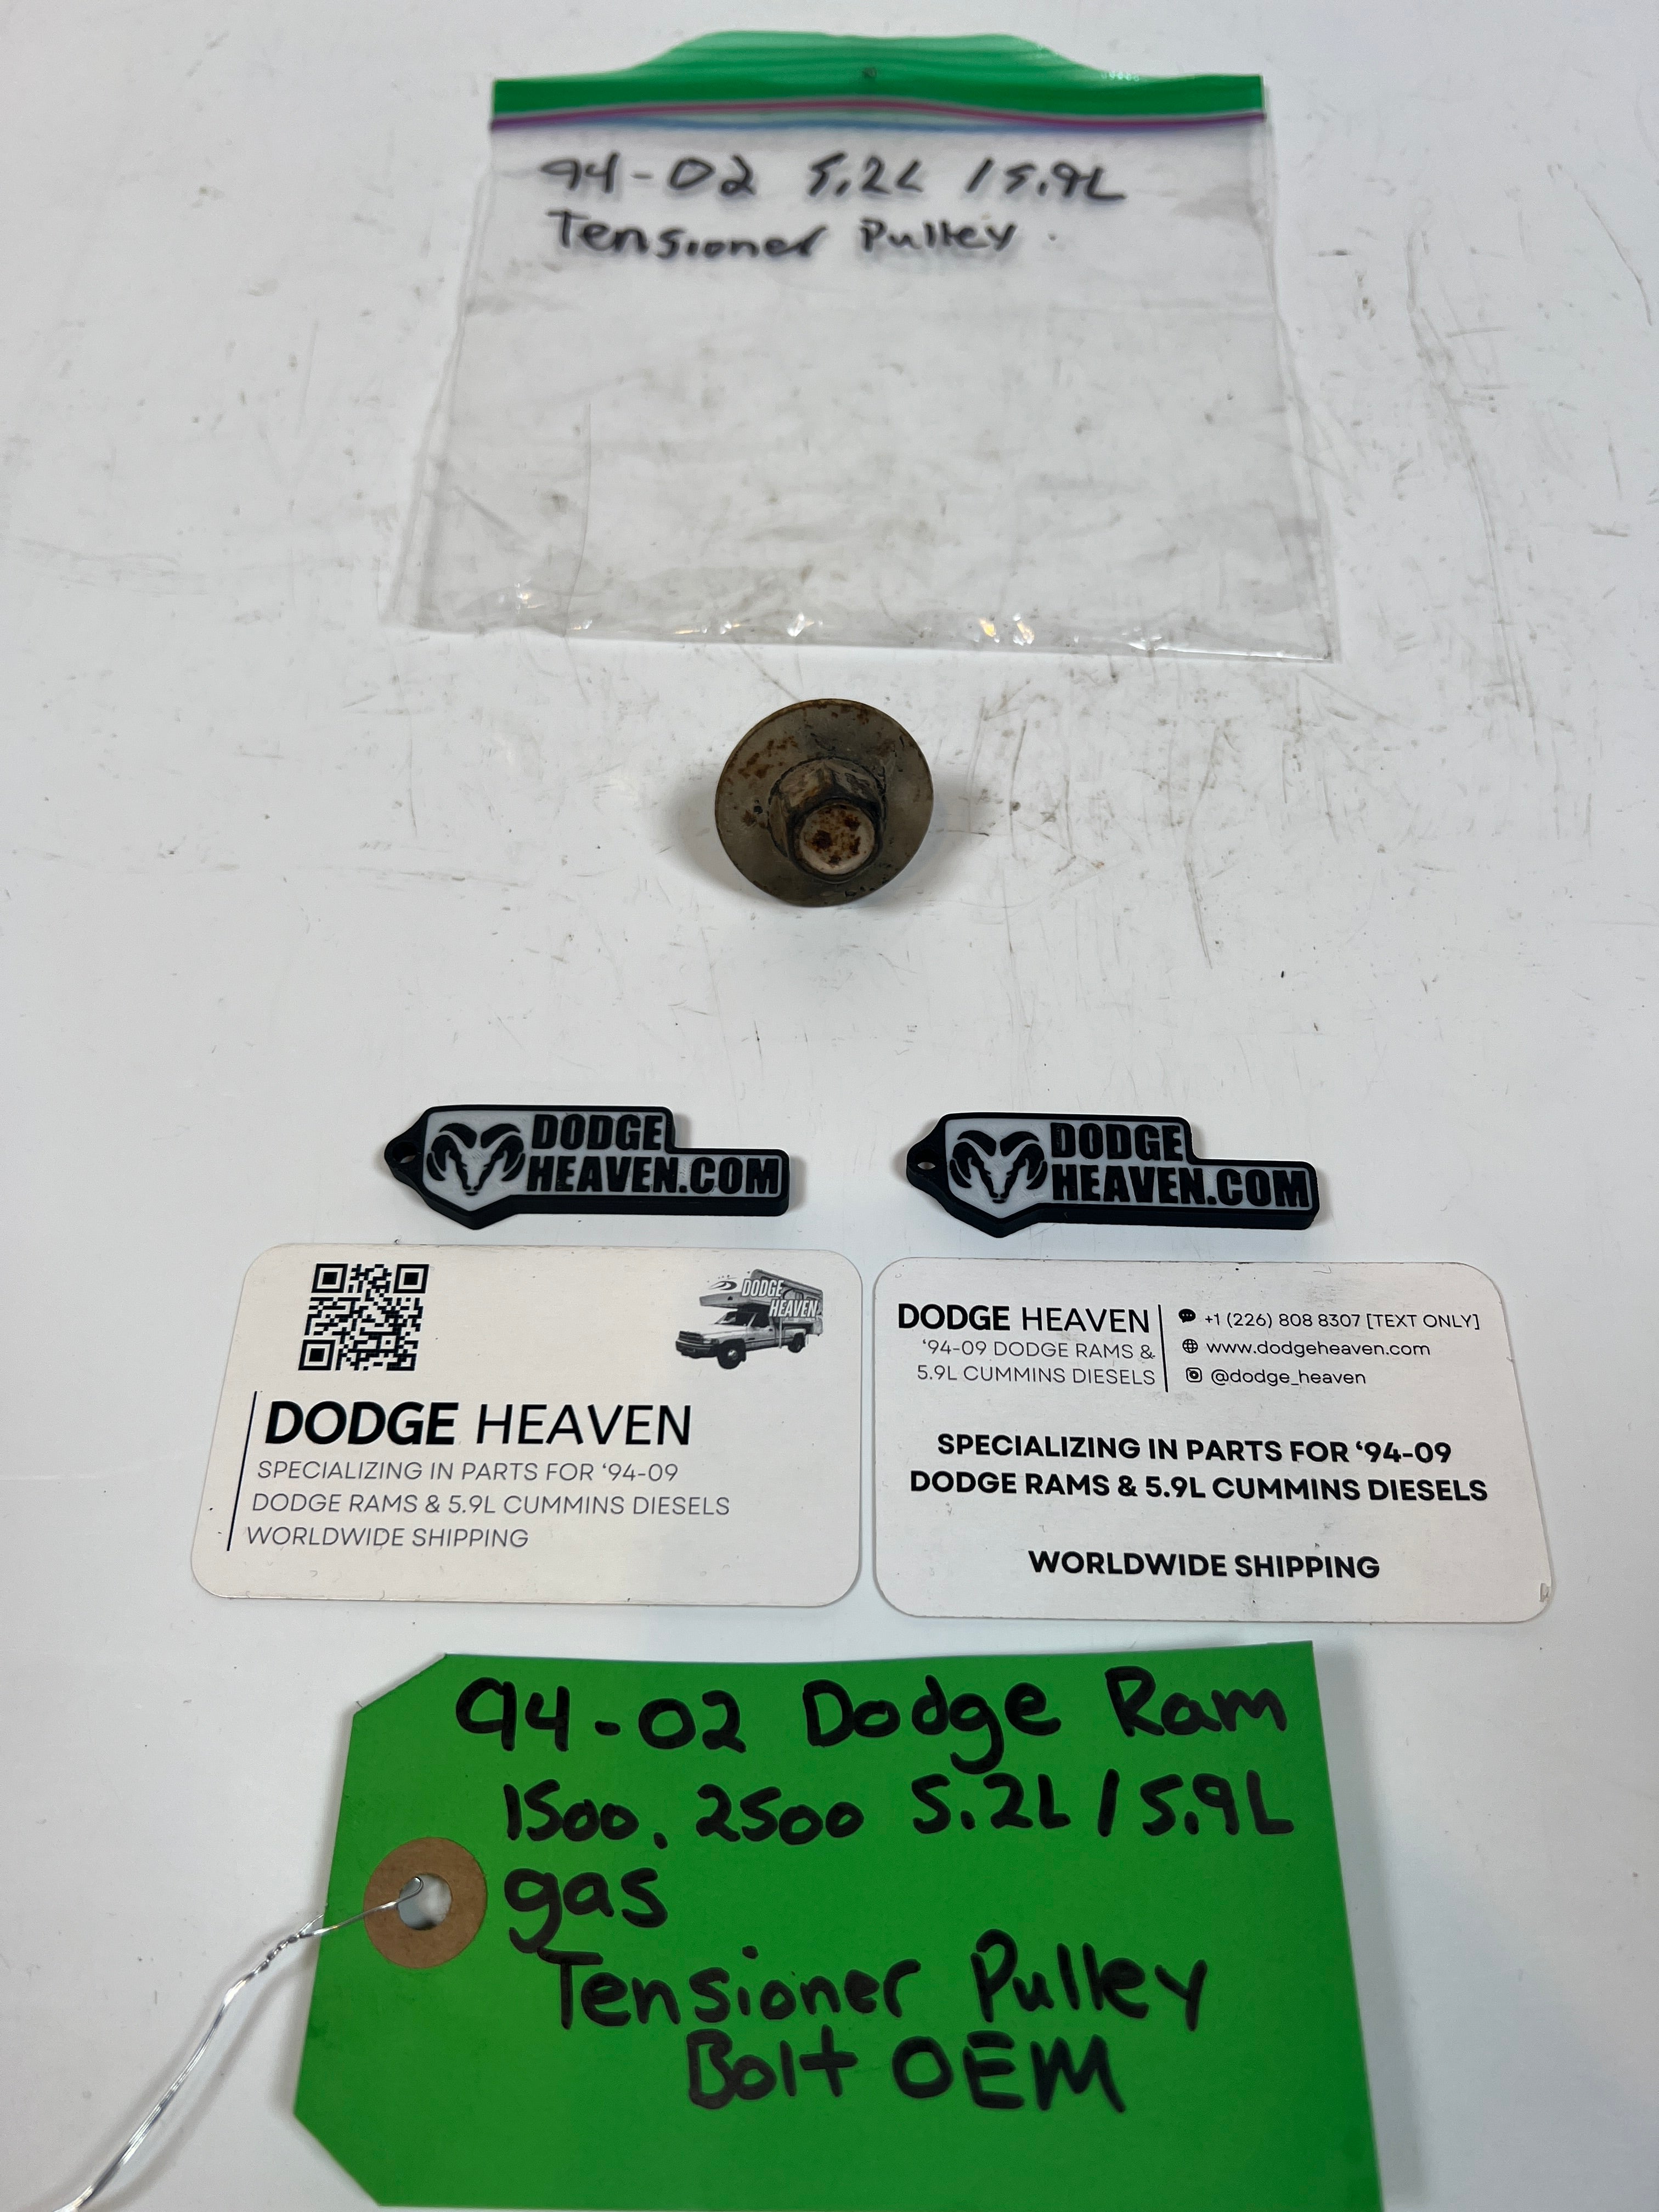 94-02 5.2L / 5.9L
Tensioner Pulley
DODGE
HEAVEN.COM
DODGE
HEAVEN.COM
DODGE
HEAVEN
DODGE HEAVEN
SPECIALIZING IN PARTS FOR ‘94-09
DODGE RAMS & 5.9L CUMMINS DIESELS
WORLDWIDE SHIPPING
DODGE HEAVEN
‘94-09 DODGE RAMS &
5.9L CUMMINS DIESELS
+1 (226) 808 8307 [TEXT ONLY]
www.dodgeheaven.com
@dodge_heaven
SPECIALIZING IN PARTS FOR ‘94-09
DODGE RAMS & 5.9L CUMMINS DIESELS
WORLDWIDE SHIPPING
94-02 Dodge Ram
1500, 2500 5.2L / 5.9L
gas
Tensioner Pulley
Bolt OEM